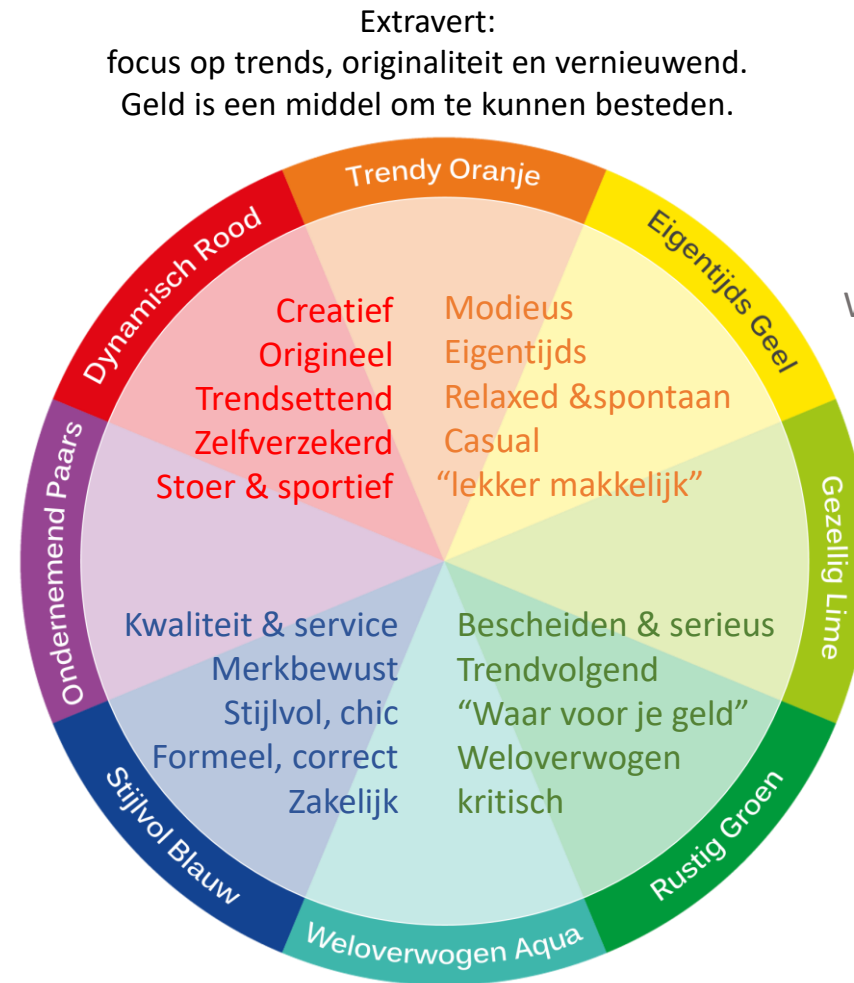 Extravert:
focus op trends, originaliteit en vernieuwend.
Geld is een middel om te kunnen besteden.
Trendy Oranje
Dynamisch Rood
Eigentijds Geel
Creatief
Origineel
Trendsettend
Zelfverzekerd
Stoer & sportief
Modieus
Eigentijds
Relaxed &spontaan
Casual
“lekker makkelijk”
Ondernemend Paars
Gezellig Lime
Kwaliteit & service
Merkbewust
Stijlvol, chic
Formeel, correct
Zakelijk
Bescheiden & serieus
Trendvolgend
“Waar voor je geld”
Weloverwogen
kritisch
Stijlvol Blauw
Rustig Groen
Weloverwogen Aqua